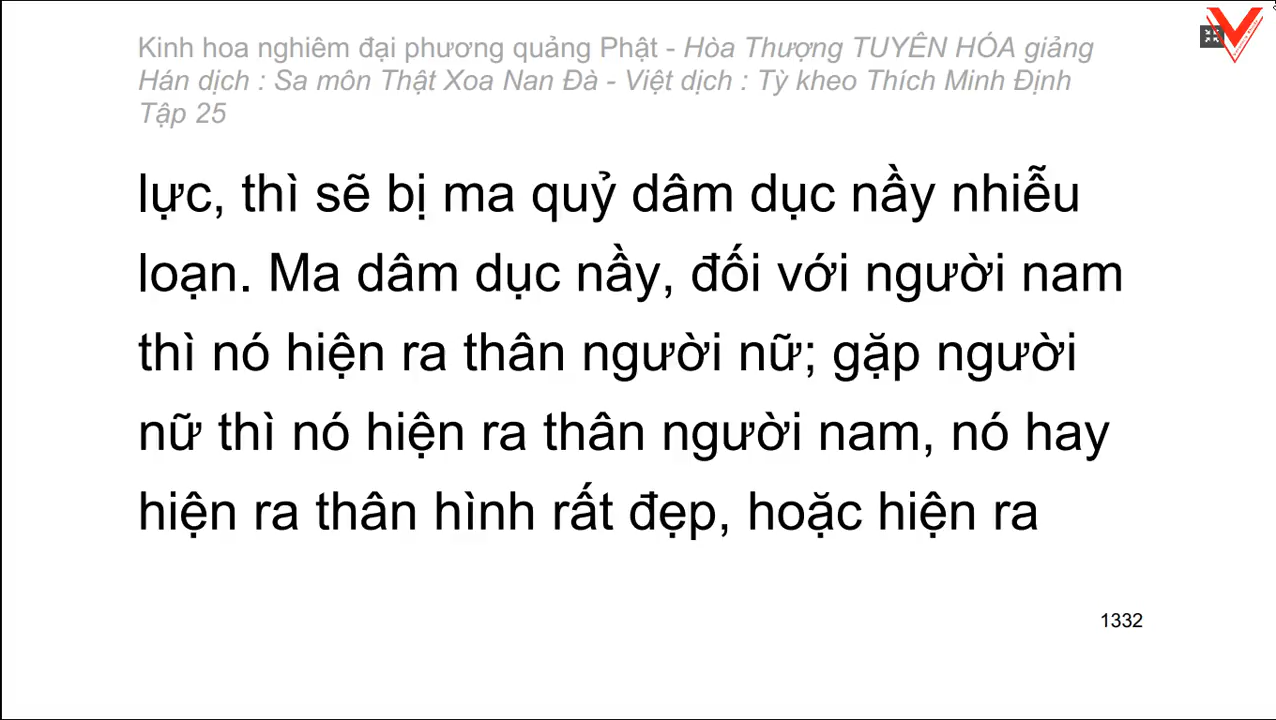 Kinh hoa nghiêm đại phương quảng Phật - Hòa Thượng TUYÊN HÓA giảng
Hán dịch : Sa môn Thật Xoa Nan Đà - Việt dịch : Tỳ kheo Thích Minh Định
Tập 25
lực, thì sẽ bị ma quỷ dâm dục nầy nhiễu
loạn. Ma dâm dục nầy, đối với người nam
thì nó hiện ra thân người nữ; gặp người
nữ thì nó hiện ra thân người nam, nó hay
hiện ra thân hình rất đẹp, hoặc hiện ra
1332